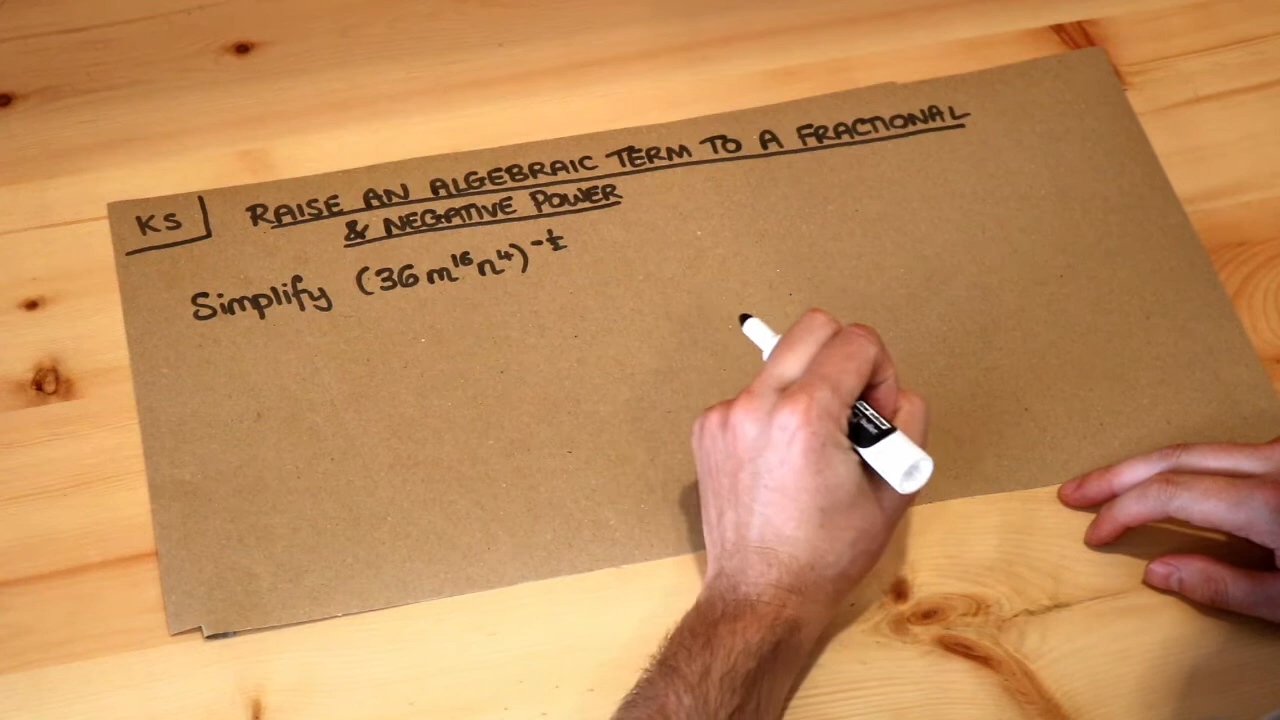 KS
RAISE AN ALGEBRAIC TERM TO A FRACTIONAL
& NEGATIVE POWER
Simplify (36m¹⁶n⁴)^-½